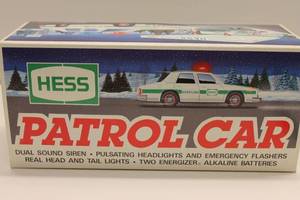 HESS
PATROL CAR
DUAL SOUND SIREN • PULSATING HEADLIGHTS AND EMERGENCY FLASHERS
REAL HEAD AND TAIL LIGHTS • TWO ENERGIZER® ALKALINE BATTERIES